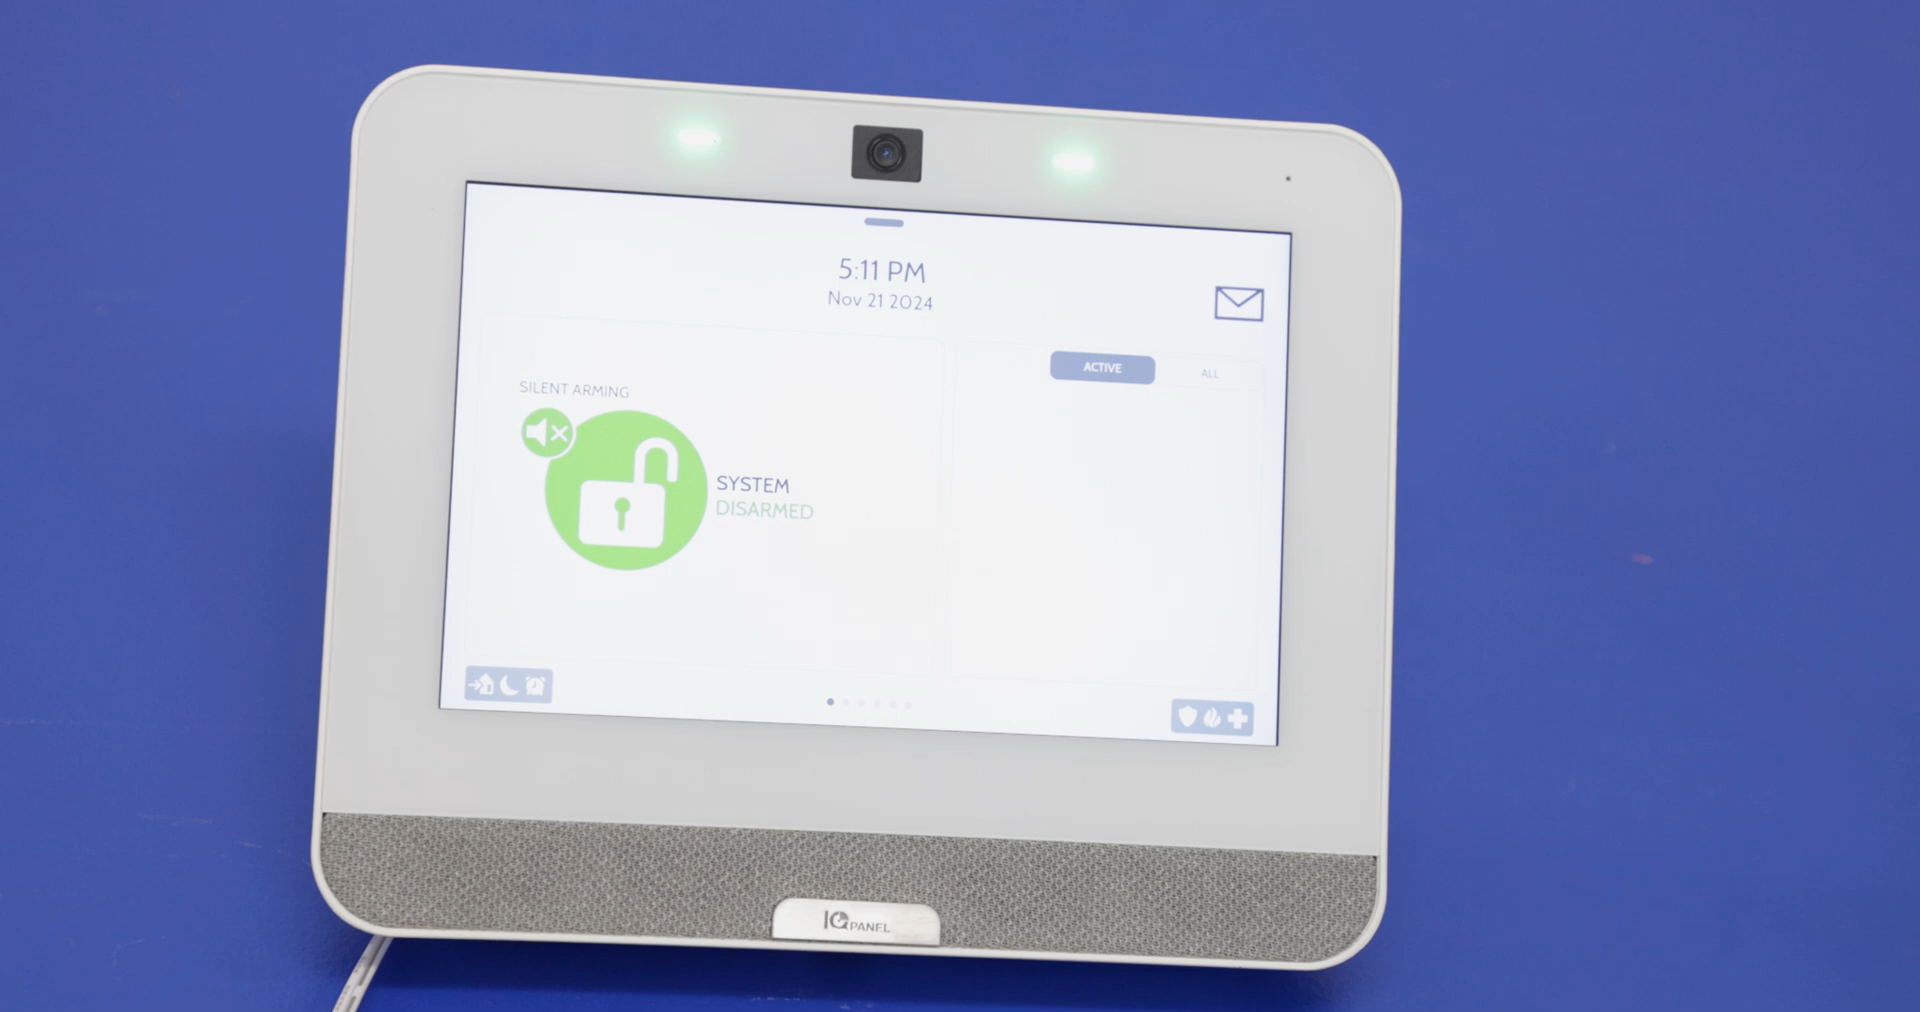 5:11 PM
Nov 21 2024
ACTIVE
ALL
SILENT ARMING
SYSTEM
DISARMED
IQ PANEL